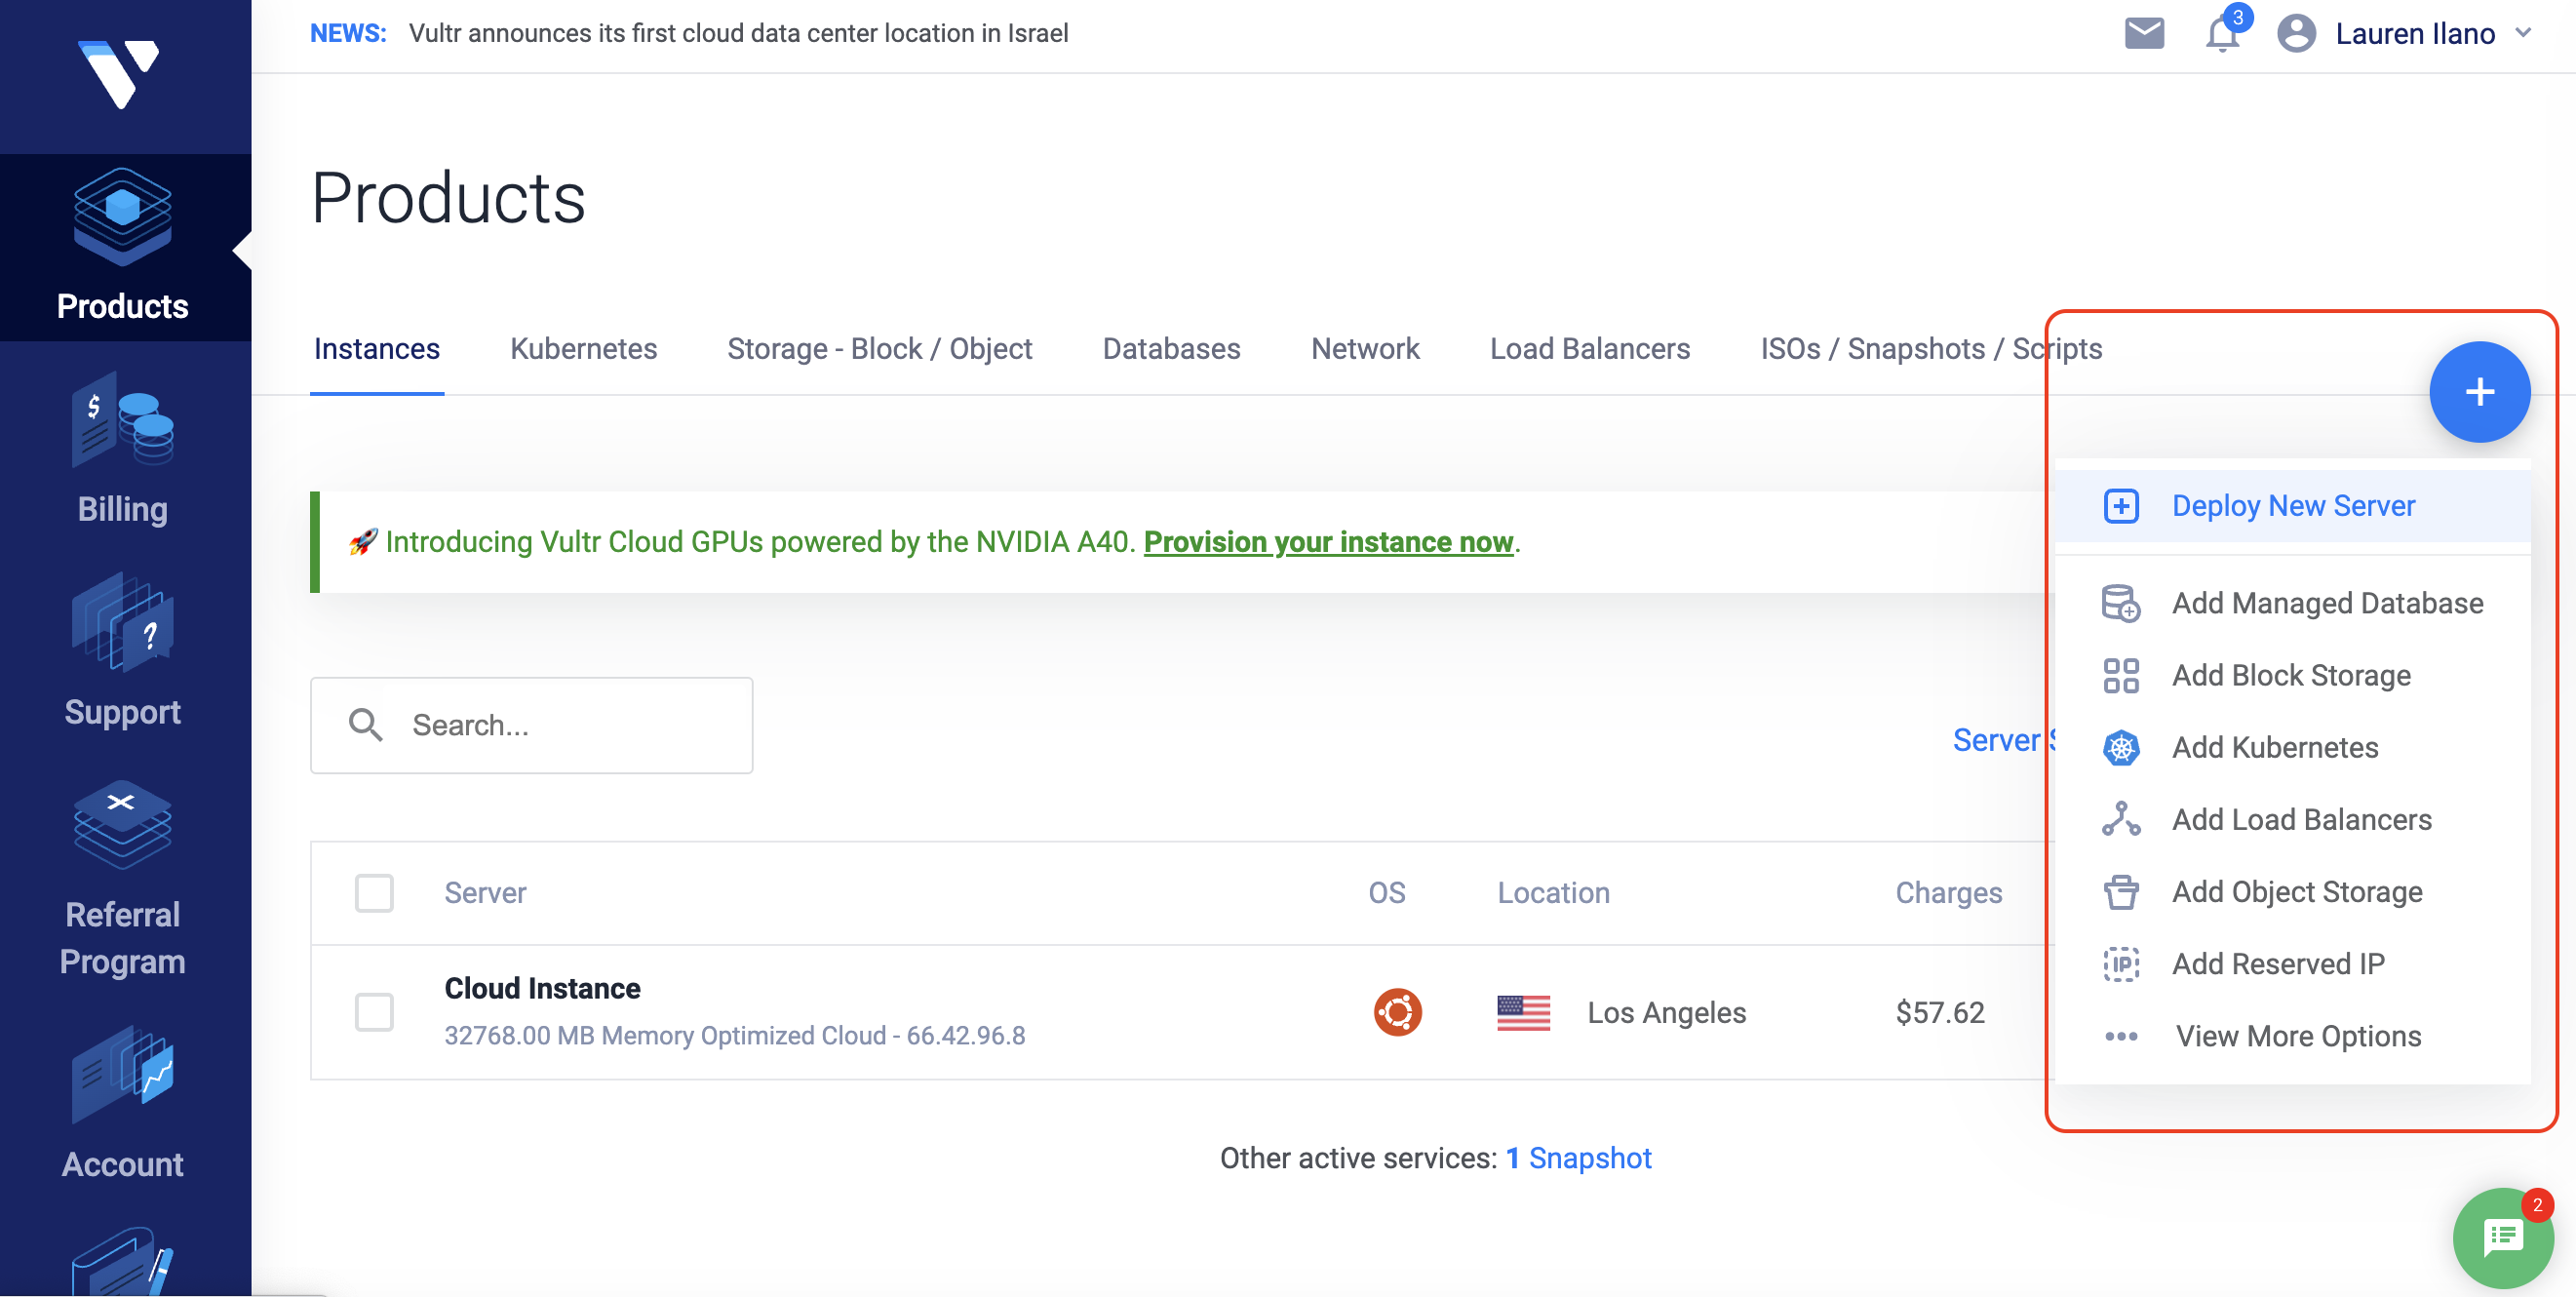 NEWS: Vultr announces its first cloud data center location in Israel
3
Lauren Ilano
Products
Products
Billing
Support
Referral
Program
Account
Instances Kubernetes Storage - Block / Object Databases Network Load Balancers ISOs / Snapshots / Scripts
+
🚀 Introducing Vultr Cloud GPUs powered by the NVIDIA A40. Provision your instance now.
Search...
Server S
Server OS Location Charges
Cloud Instance
32768.00 MB Memory Optimized Cloud - 66.42.96.8
Los Angeles
$57.62
Other active services: 1 Snapshot
Deploy New Server
Add Managed Database
Add Block Storage
Add Kubernetes
Add Load Balancers
Add Object Storage
IP
Add Reserved IP
View More Options
2
$
?